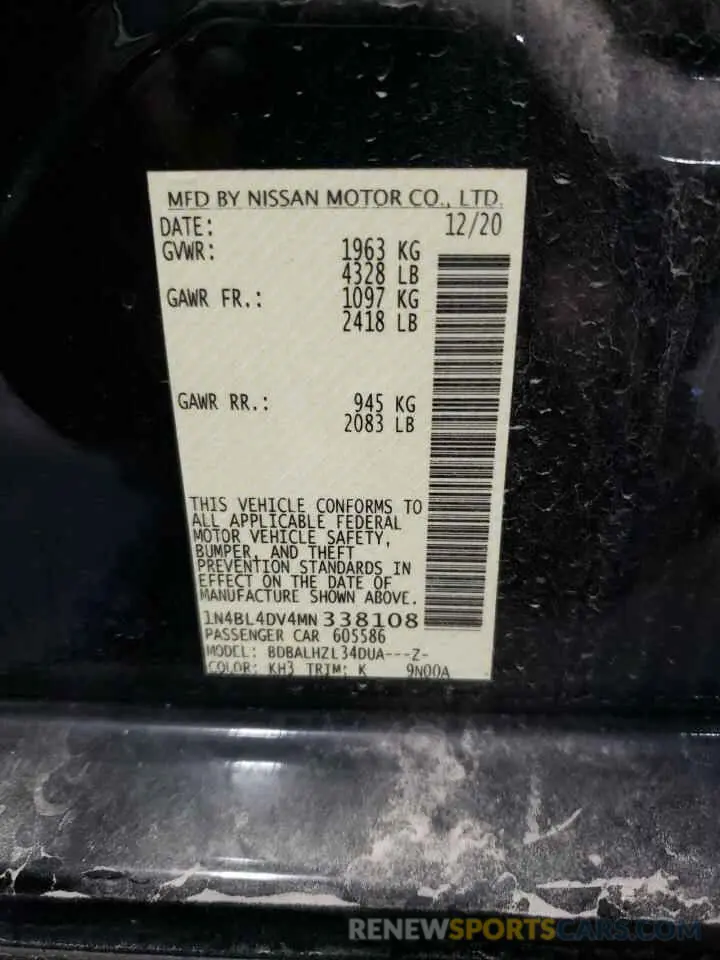 MFD BY NISSAN MOTOR CO., LTD.
DATE: 12/20
GVWR: 1963 KG
4328 LB
GAWR FR.: 1097 KG
2418 LB
GAWR RR.: 945 KG
2083 LB
THIS VEHICLE CONFORMS TO
ALL APPLICABLE FEDERAL
MOTOR VEHICLE SAFETY,
BUMPER, AND THEFT
PREVENTION STANDARDS IN
EFFECT ON THE DATE OF
MANUFACTURE SHOWN ABOVE.
1N4BL4DV4MN338108
PASSENGER CAR 605586
MODEL: BDBALHZL34DUA---Z-
COLOR: KH3 TRIM: K 9N00A
RENEWSPORTSCARS.COM